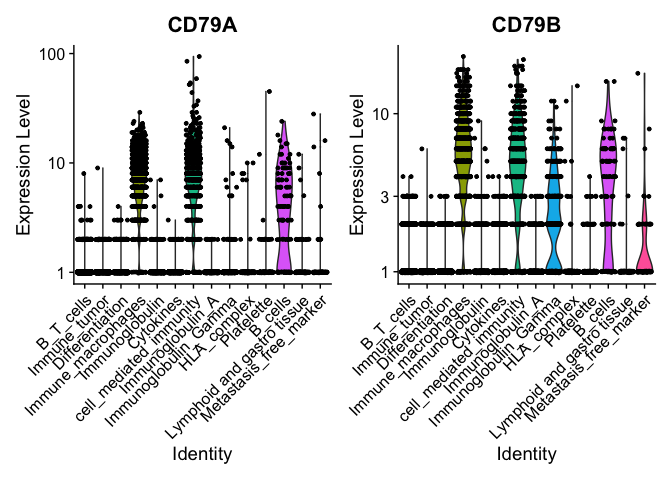 CD79A
Expression Level
100
10
1
B_T_cells
Immune_tumor
Differentiation
Immune_macrophages
Immunoglobulin
Cytokines
cell_mediated_immunity
Immunoglobulin_A
Immunoglobulin_Gamma
HLA_complex
Platelette
B_cells
Lymphoid and gastro tissue
Metastasis_free_marker
Identity
CD79B
Expression Level
10
3
1
B_T_cells
Immune_tumor
Differentiation
Immune_macrophages
Immunoglobulin
Cytokines
cell_mediated_immunity
Immunoglobulin_A
Immunoglobulin_Gamma
HLA_complex
Platelette
B_cells
Lymphoid and gastro tissue
Metastasis_free_marker
Identity